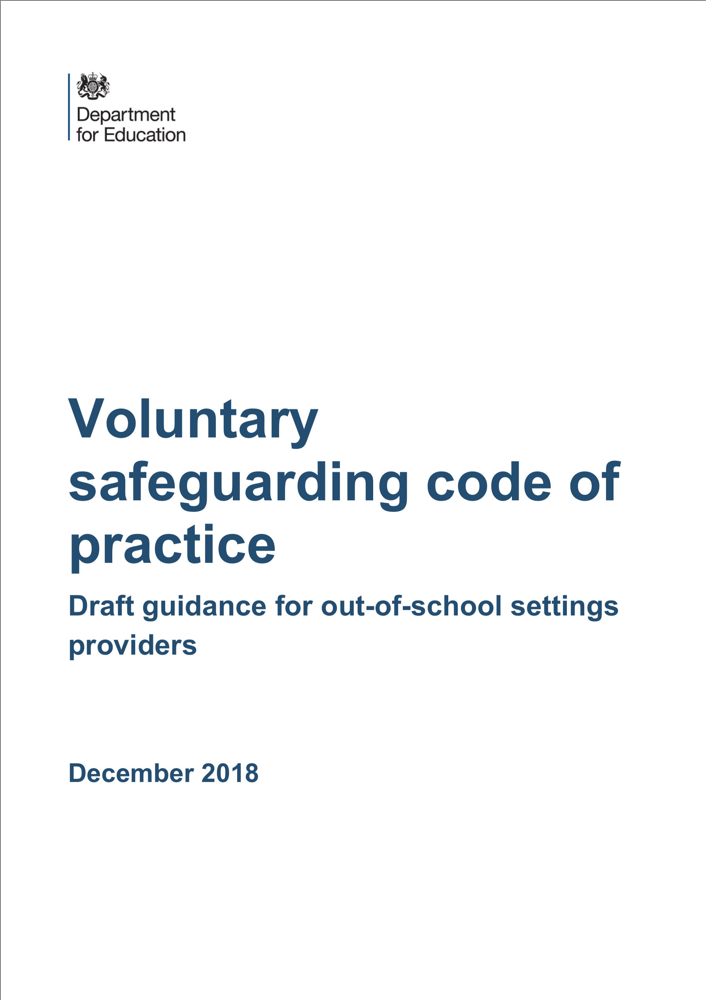 Department
for Education
Voluntary
safeguarding code of
practice
Draft guidance for out-of-school settings
providers
December 2018